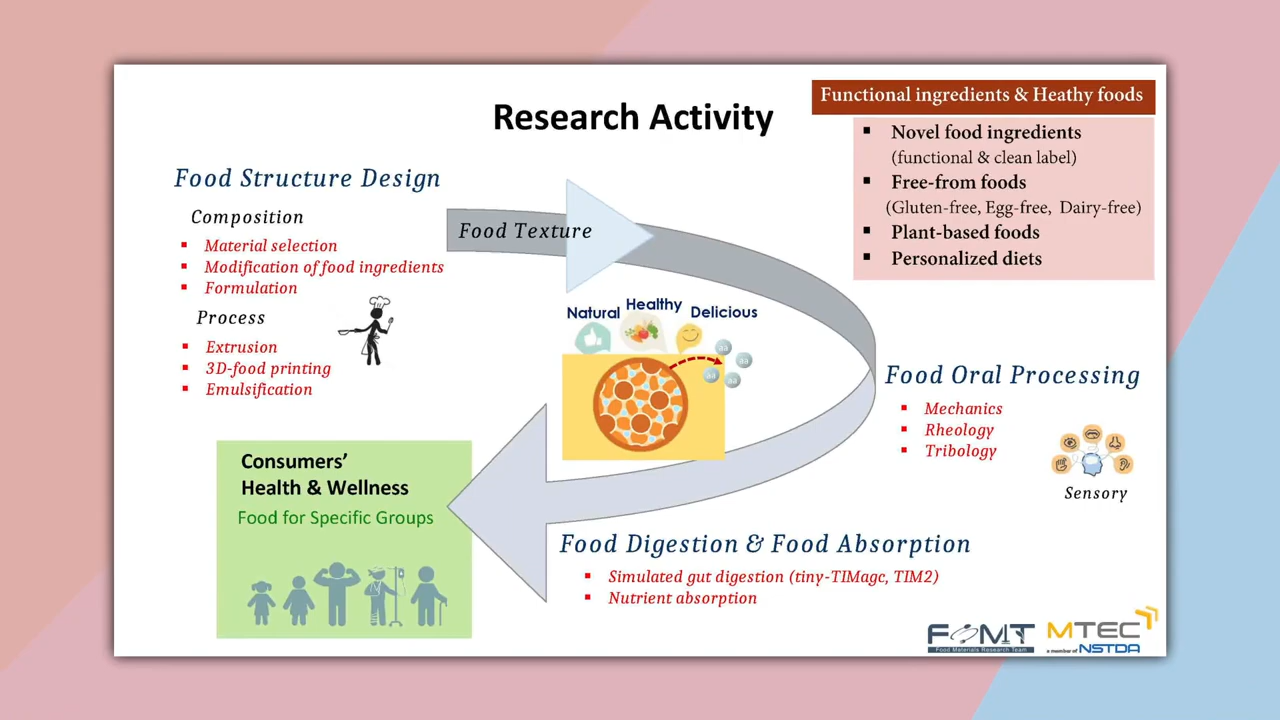 Research Activity
Functional ingredients & Heathy foods
▪ Novel food ingredients
(functional & clean label)
▪ Free-from foods
(Gluten-free, Egg-free, Dairy-free)
▪ Plant-based foods
▪ Personalized diets
Food Structure Design
Composition
▪ Material selection
▪ Modification of food ingredients
▪ Formulation
Process
▪ Extrusion
▪ 3D-food printing
▪ Emulsification
Food Texture
Natural Healthy Delicious
aa
aa
aa
aa
Food Oral Processing
▪ Mechanics
▪ Rheology
▪ Tribology
Sensory
Consumers'
Health & Wellness
Food for Specific Groups
Food Digestion & Food Absorption
▪ Simulated gut digestion (tiny-TIMagc, TIM2)
▪ Nutrient absorption
FOMT
Food Materials Research Team
MTEC
a member of NSTDA